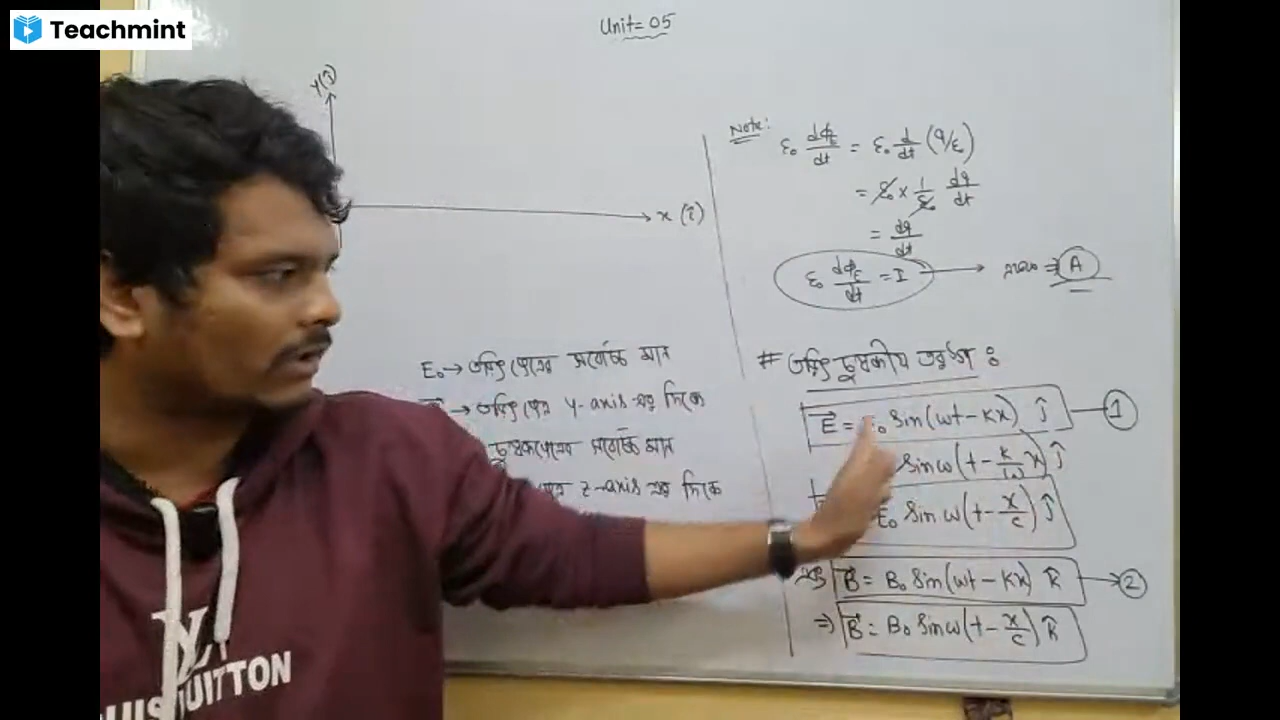 Teachmint
Unit = 05
y(ĵ)
x (î)
E₀ → তড়িৎ ক্ষেত্রের সর্বোচ্চ মান
→ তড়িৎ ক্ষেত্র y-axis এর দিকে
চুম্বকক্ষেত্রের সর্বোচ্চ মান
z-axis এর দিকে
Note:
ε₀ dφ_E/dt = ε₀ d/dt (q/ε₀)
= ε₀ × 1/ε₀ dq/dt
= dq/dt
ε₀ dφ_E/dt = I → একক ⇒ A
# তড়িৎ চুম্বকীয় তরঙ্গ :
E⃗ = E₀ sin(ωt - kx) ĵ — 1
sin ω(t - k/ω x) ĵ
E₀ sin ω(t - x/c) ĵ
B⃗ = B₀ sin(ωt - kx) k̂ → 2
⇒ B⃗ = B₀ sin ω(t - x/c) k̂
LOUIS VUITTON